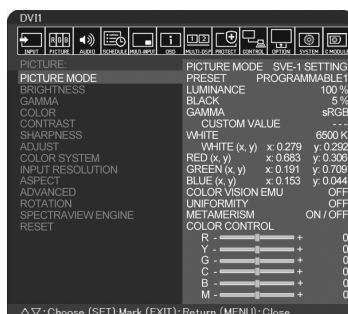 DVI1
INPUT PICTURE AUDIO SCHEDULE MULTI-INPUT OSD MULTI-DSP PROTECT CONTROL OPTION SYSTEM C MODULE
PICTURE:
PICTURE MODE
BRIGHTNESS
GAMMA
COLOR
CONTRAST
SHARPNESS
ADJUST
COLOR SYSTEM
INPUT RESOLUTION
ASPECT
ADVANCED
ROTATION
SPECTRAVIEW ENGINE
RESET
PICTURE MODE SVE-1 SETTING
PRESET PROGRAMMABLE1
LUMINANCE 100 %
BLACK 5 %
GAMMA sRGB
CUSTOM VALUE - - -
WHITE 6500 K
WHITE (x, y) x: 0.279 y: 0.292
RED (x, y) x: 0.683 y: 0.306
GREEN (x, y) x: 0.191 y: 0.709
BLUE (x, y) x: 0.153 y: 0.044
COLOR VISION EMU OFF
UNIFORMITY OFF
METAMERISM ON / OFF
COLOR CONTROL
R - + 0
Y - + 0
G - + 0
C - + 0
B - + 0
M - + 0
△▽: Choose (SET):Mark (EXIT): Return (MENU): Close